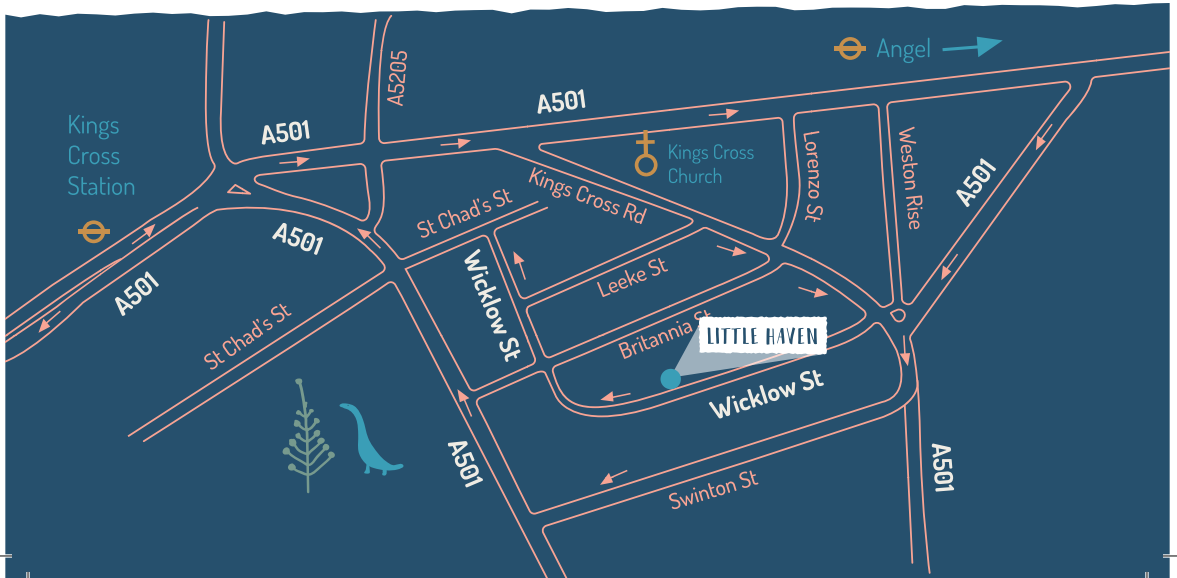 Angel
A5205
A501
A501
Kings
Cross
Station
Kings Cross
Church
Lorenzo St
Weston Rise
A501
Kings Cross Rd
St Chad's St
A501
A501
Wicklow St
Leeke St
St Chad's St
Britannia St
LITTLE HAVEN
Wicklow St
A501
A501
Swinton St